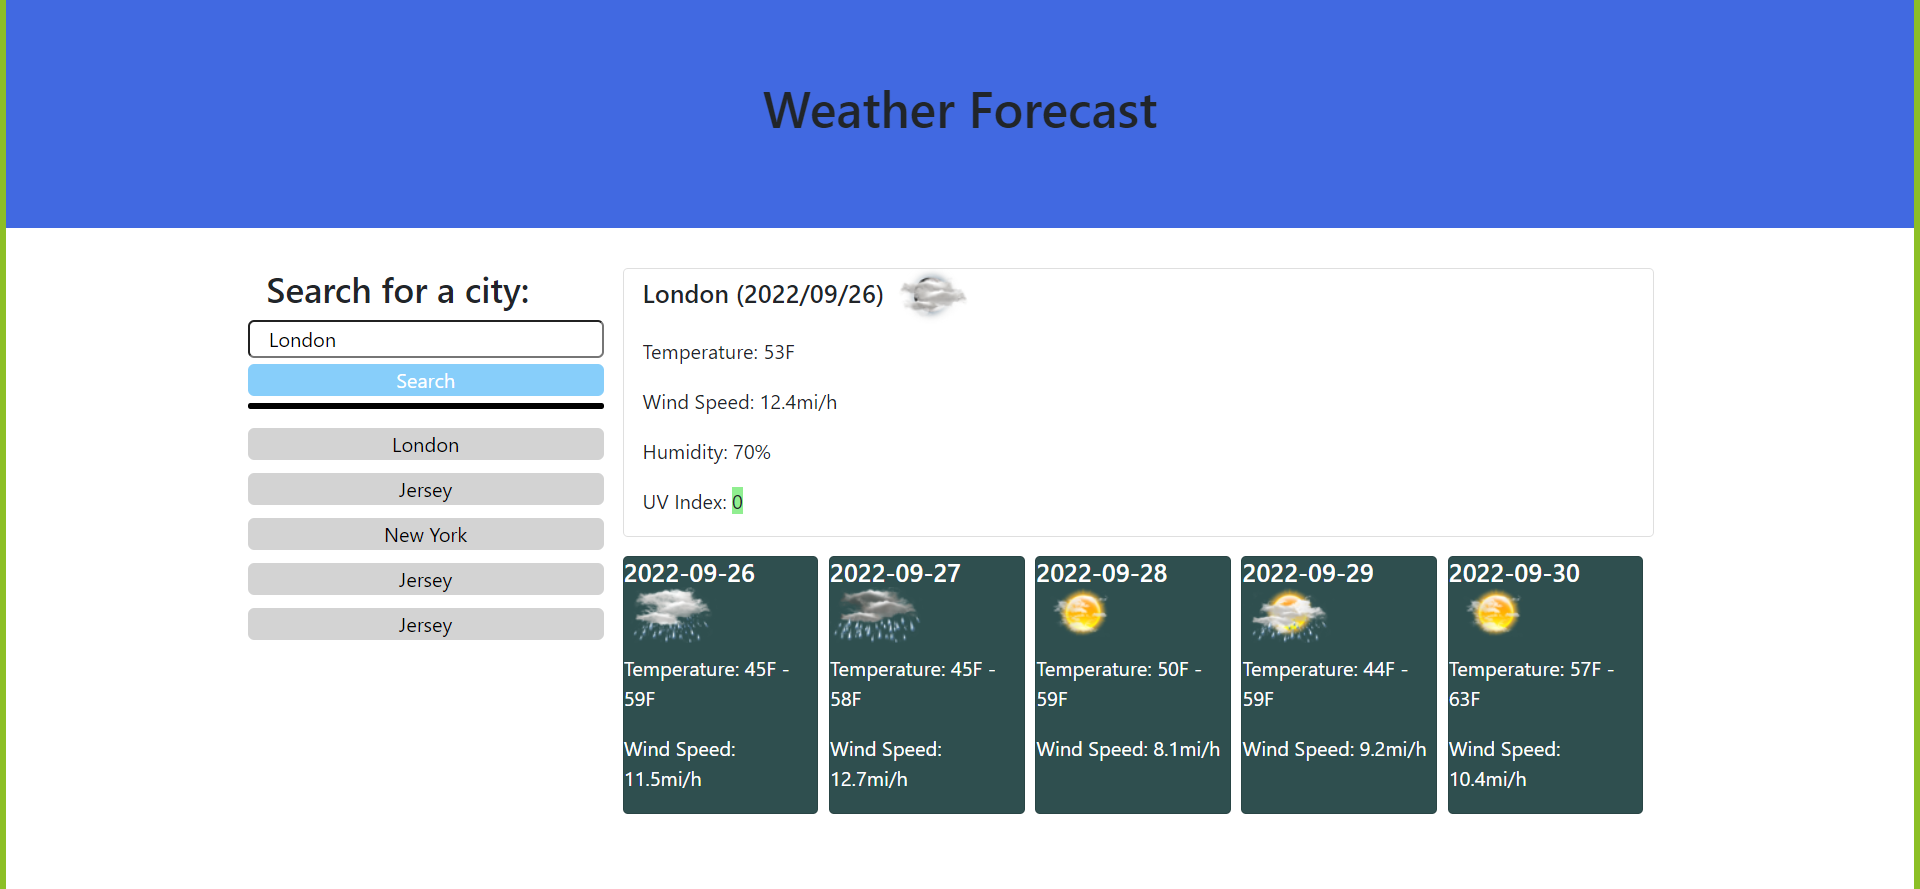 Weather Forecast
Search for a city:
London
Search
London
Jersey
New York
Jersey
Jersey
London (2022/09/26)
Temperature: 53F
Wind Speed: 12.4mi/h
Humidity: 70%
UV Index: 0
2022-09-26
Temperature: 45F -
59F
Wind Speed:
11.5mi/h
2022-09-27
Temperature: 45F -
58F
Wind Speed:
12.7mi/h
2022-09-28
Temperature: 50F -
59F
Wind Speed: 8.1mi/h
2022-09-29
Temperature: 44F -
59F
Wind Speed: 9.2mi/h
2022-09-30
Temperature: 57F -
63F
Wind Speed:
10.4mi/h